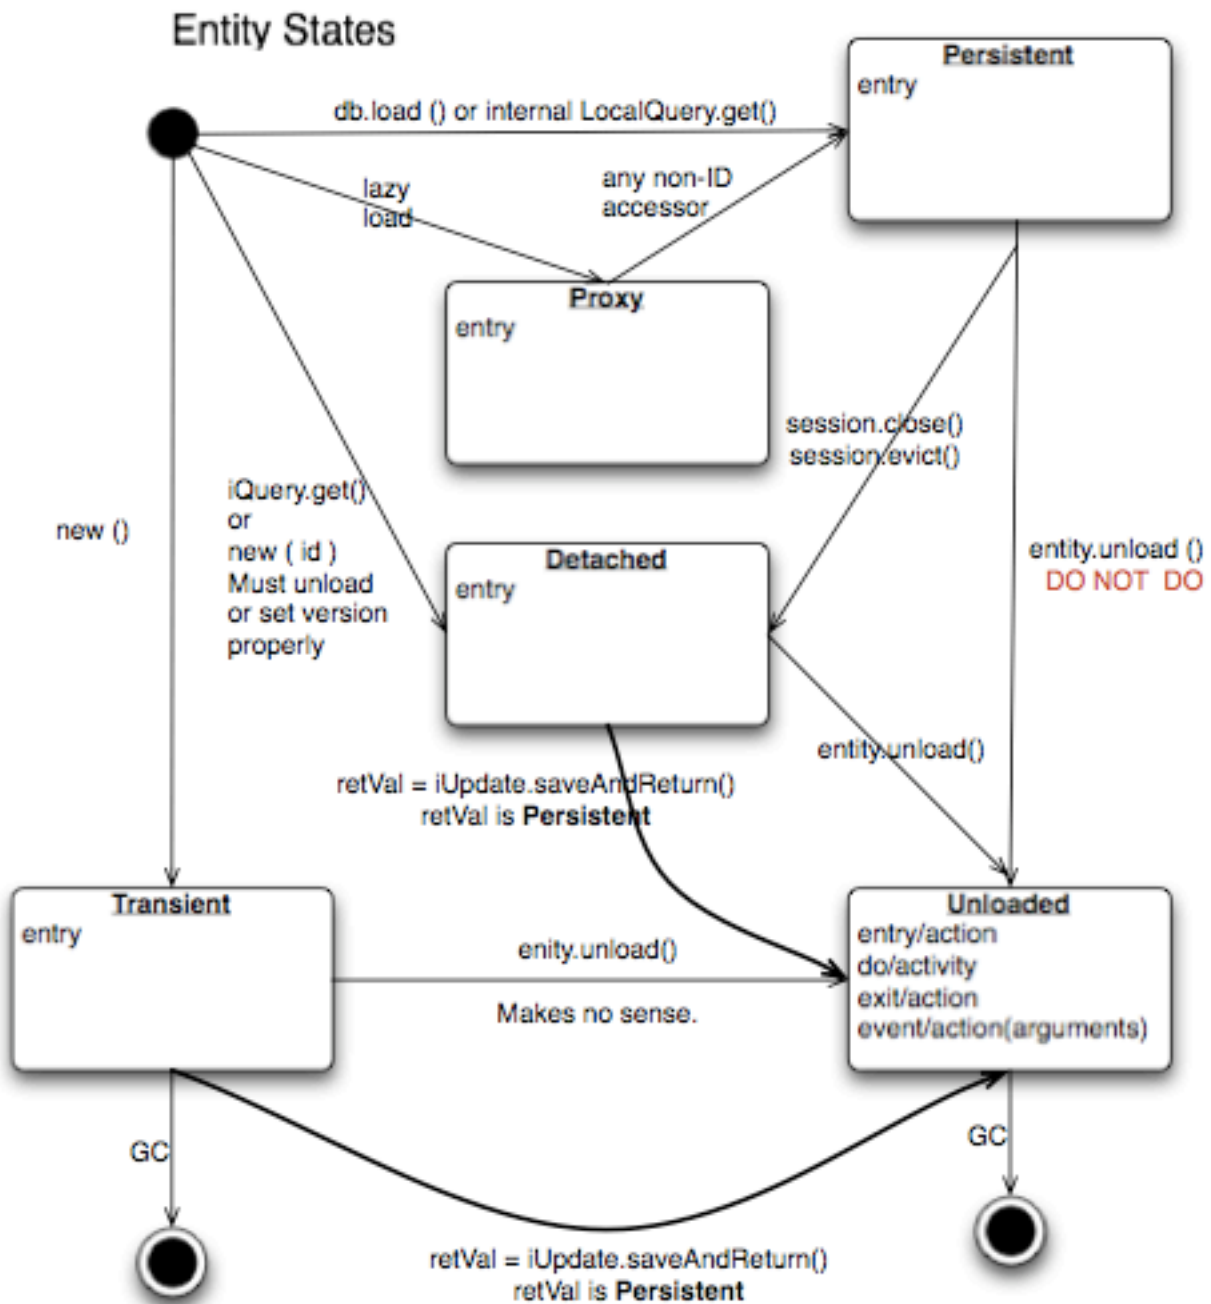 Entity States
Persistent
entry
db.load () or internal LocalQuery.get()
lazy
load
any non-ID
accessor
Proxy
entry
session.close()
session.evict()
iQuery.get()
or
new ( id )
Must unload
or set version
properly
new ()
Detached
entry
entity.unload ()
DO NOT  DO
entity.unload()
retVal = iUpdate.saveAndReturn()
retVal is Persistent
Transient
entry
enity.unload()
Makes no sense.
Unloaded
entry/action
do/activity
exit/action
event/action(arguments)
GC
GC
retVal = iUpdate.saveAndReturn()
retVal is Persistent